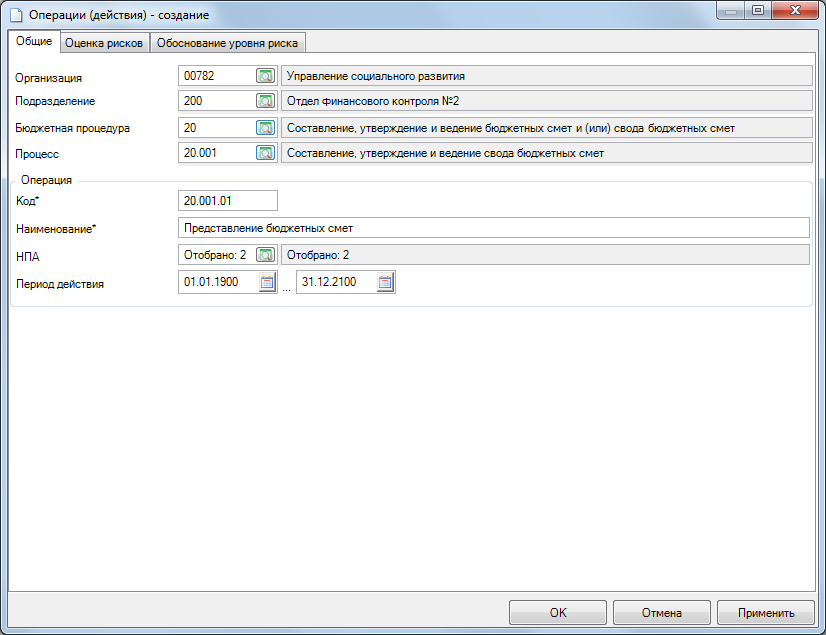 Операции (действия) - создание
Общие Оценка рисков Обоснование уровня риска
Организация 00782 Управление социального развития
Подразделение 200 Отдел финансового контроля №2
Бюджетная процедура 20 Составление, утверждение и ведение бюджетных смет и (или) свода бюджетных смет
Процесс 20.001 Составление, утверждение и ведение свода бюджетных смет
Операция
Код* 20.001.01
Наименование* Представление бюджетных смет
НПА Отобрано: 2 Отобрано: 2
Период действия 01.01.1900 ... 31.12.2100
OK Отмена Применить